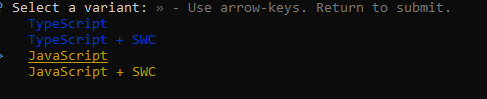 ? Select a variant: » - Use arrow-keys. Return to submit.
TypeScript
TypeScript + SWC
> JavaScript
JavaScript + SWC